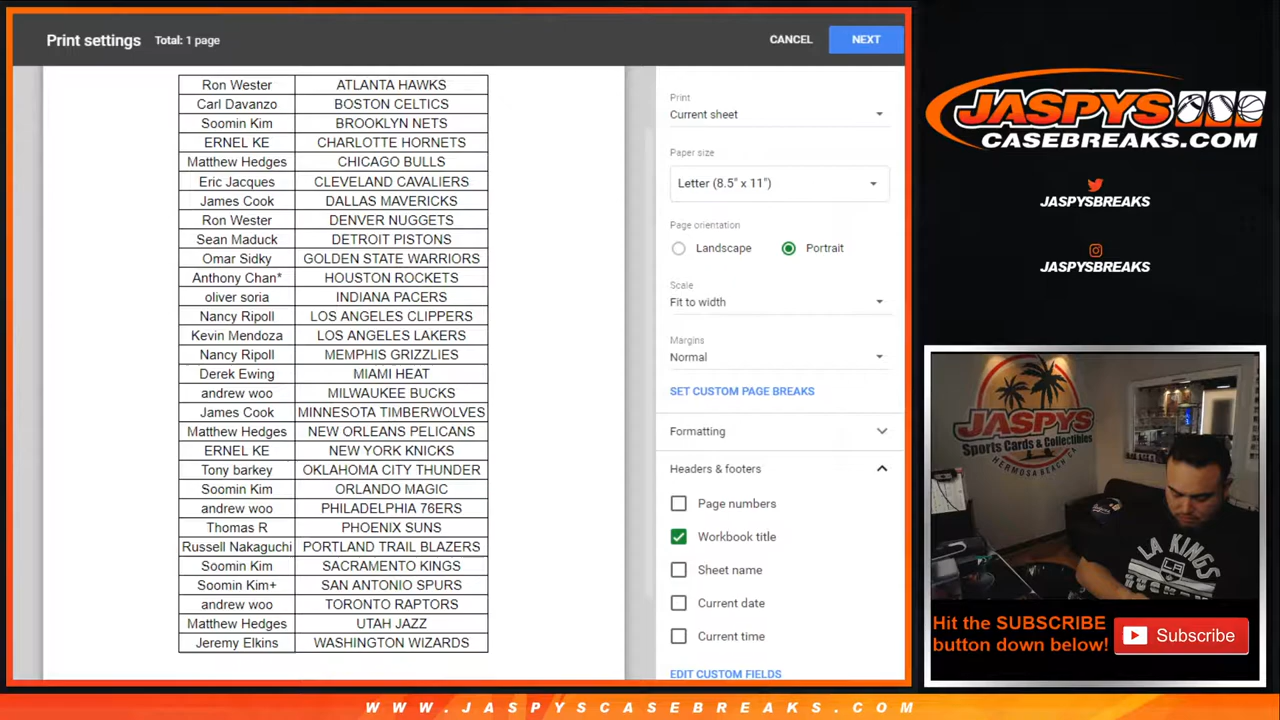 Print settings Total: 1 page CANCEL NEXT
Ron Wester ATLANTA HAWKS
Carl Davanzo BOSTON CELTICS
Soomin Kim BROOKLYN NETS
ERNEL KE CHARLOTTE HORNETS
Matthew Hedges CHICAGO BULLS
Eric Jacques CLEVELAND CAVALIERS
James Cook DALLAS MAVERICKS
Ron Wester DENVER NUGGETS
Sean Maduck DETROIT PISTONS
Omar Sidky GOLDEN STATE WARRIORS
Anthony Chan* HOUSTON ROCKETS
oliver soria INDIANA PACERS
Nancy Ripoll LOS ANGELES CLIPPERS
Kevin Mendoza LOS ANGELES LAKERS
Nancy Ripoll MEMPHIS GRIZZLIES
Derek Ewing MIAMI HEAT
andrew woo MILWAUKEE BUCKS
James Cook MINNESOTA TIMBERWOLVES
Matthew Hedges NEW ORLEANS PELICANS
ERNEL KE NEW YORK KNICKS
Tony barkey OKLAHOMA CITY THUNDER
Soomin Kim ORLANDO MAGIC
andrew woo PHILADELPHIA 76ERS
Thomas R PHOENIX SUNS
Russell Nakaguchi PORTLAND TRAIL BLAZERS
Soomin Kim SACRAMENTO KINGS
Soomin Kim+ SAN ANTONIO SPURS
andrew woo TORONTO RAPTORS
Matthew Hedges UTAH JAZZ
Jeremy Elkins WASHINGTON WIZARDS
Print
Current sheet
Paper size
Letter (8.5" x 11")
Page orientation
Landscape Portrait
Scale
Fit to width
Margins
Normal
SET CUSTOM PAGE BREAKS
Formatting
Headers & footers
Page numbers
Workbook title
Sheet name
Current date
Current time
EDIT CUSTOM FIELDS
JASPYS
CASEBREAKS.COM
JASPYSBREAKS
JASPYSBREAKS
JASPYS
Sports Cards & Collectibles
HERMOSA BEACH CA
LA KINGS
LA
Hit the SUBSCRIBE
button down below!
Subscribe
WWW.JASPYSCASEBREAKS.COM